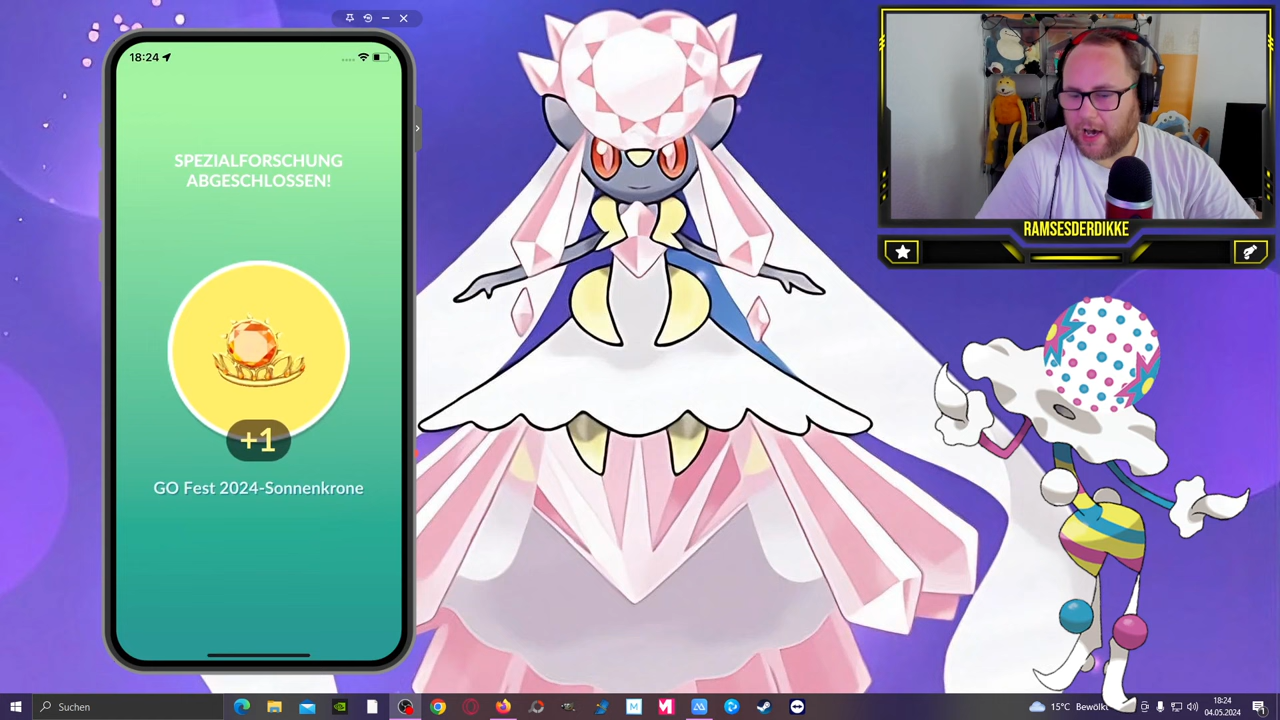 18:24
SPEZIALFORSCHUNG
ABGESCHLOSSEN!
+1
GO Fest 2024-Sonnenkrone
RAMSESDERDIKKE
Suchen
15°C Bewölkt
18:24
04.05.2024